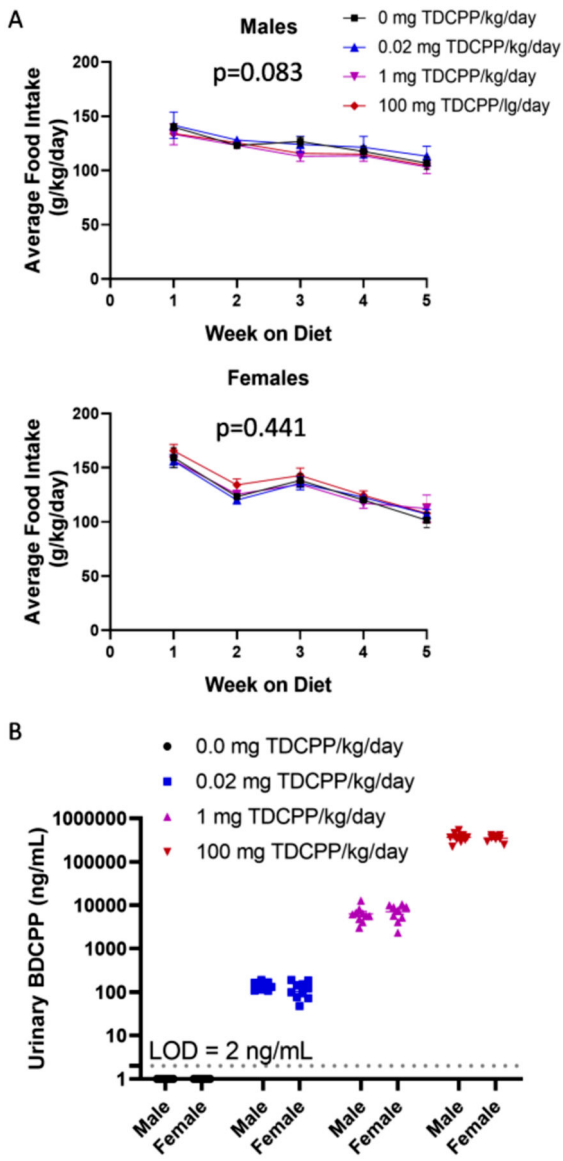 A
Males
p=0.083
0 mg TDCPP/kg/day
0.02 mg TDCPP/kg/day
1 mg TDCPP/kg/day
100 mg TDCPP/lg/day
Average Food Intake
(g/kg/day)
200
150
100
50
0
0 1 2 3 4 5
Week on Diet
Females
p=0.441
Average Food Intake
(g/kg/day)
200
150
100
50
0
0 1 2 3 4 5
Week on Diet
B
0.0 mg TDCPP/kg/day
0.02 mg TDCPP/kg/day
1 mg TDCPP/kg/day
100 mg TDCPP/kg/day
Urinary BDCPP (ng/mL)
1000000
100000
10000
1000
100
10
1
LOD = 2 ng/mL
Male Female Male Female Male Female Male Female